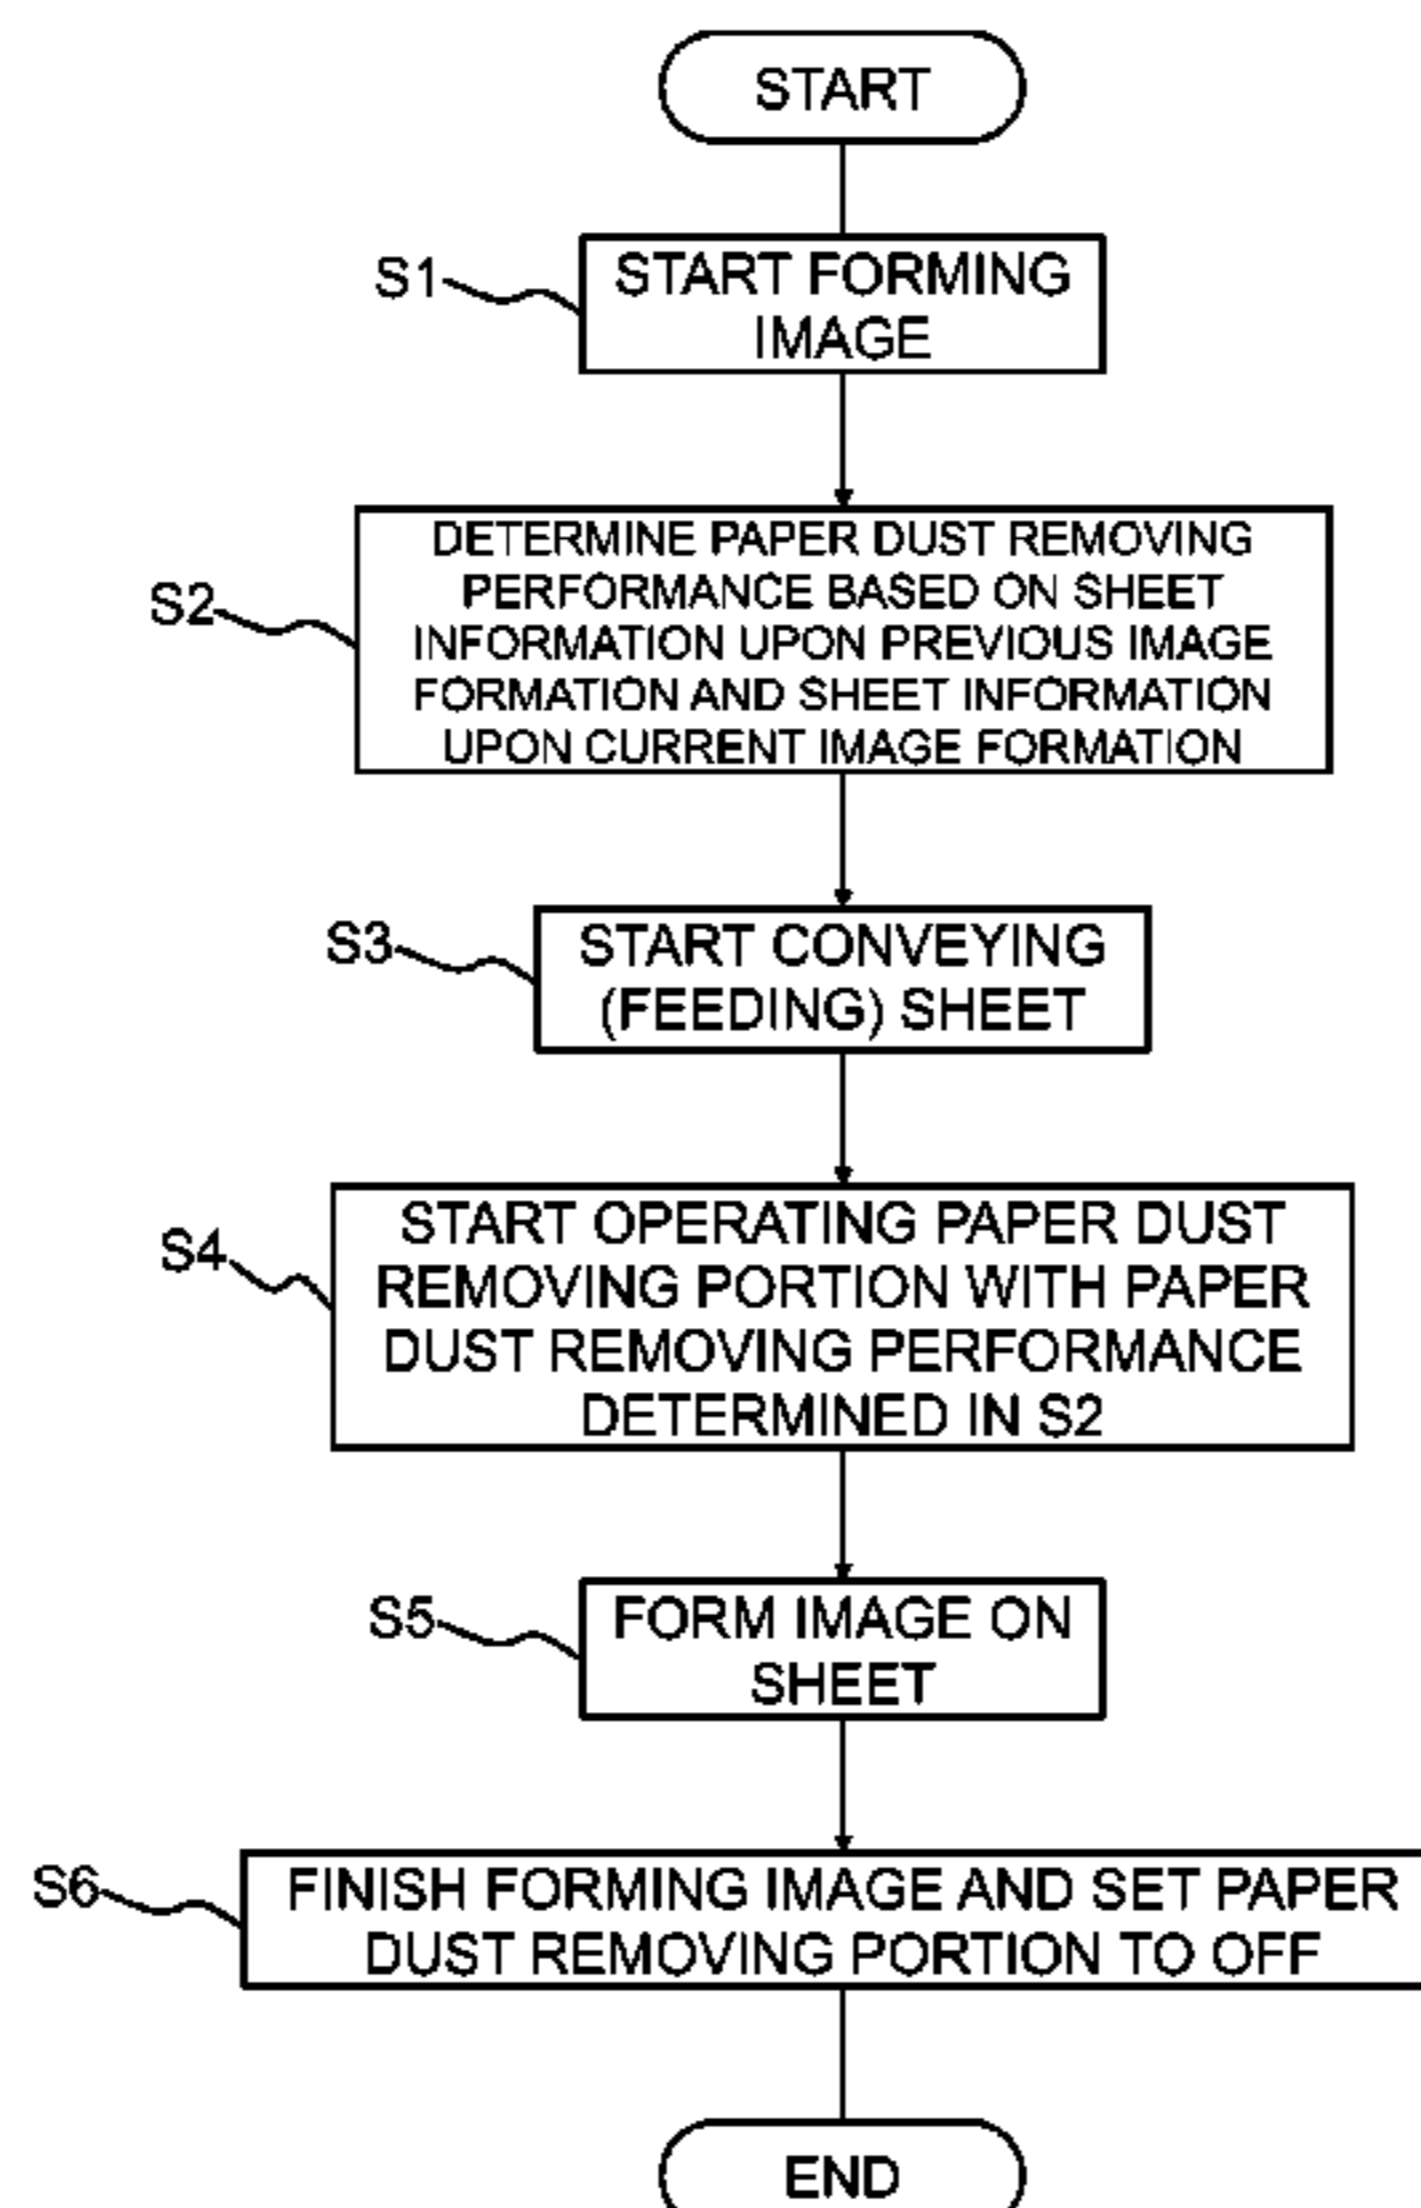 START
S1
START FORMING
IMAGE
S2
DETERMINE PAPER DUST REMOVING
PERFORMANCE BASED ON SHEET
INFORMATION UPON PREVIOUS IMAGE
FORMATION AND SHEET INFORMATION
UPON CURRENT IMAGE FORMATION
S3
START CONVEYING
(FEEDING) SHEET
S4
START OPERATING PAPER DUST
REMOVING PORTION WITH PAPER
DUST REMOVING PERFORMANCE
DETERMINED IN S2
S5
FORM IMAGE ON
SHEET
S6
FINISH FORMING IMAGE AND SET PAPER
DUST REMOVING PORTION TO OFF
END